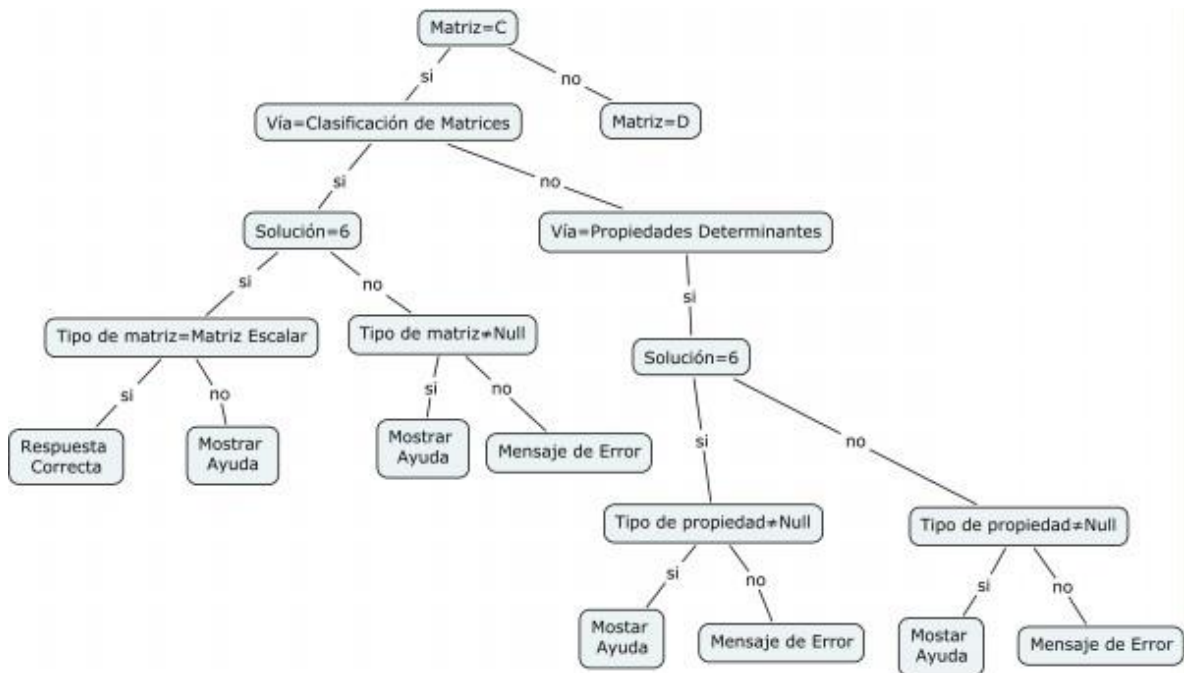 Matriz=C
si
no
Vía=Clasificación de Matrices
Matriz=D
si
no
Solución=6
Vía=Propiedades Determinantes
si
no
si
Tipo de matriz=Matriz Escalar
Tipo de matriz≠Null
Solución=6
si
no
si
no
Respuesta
Correcta
Mostrar
Ayuda
Mostrar
Ayuda
Mensaje de Error
si
no
Tipo de propiedad≠Null
Tipo de propiedad≠Null
si
no
si
no
Mostar
Ayuda
Mensaje de Error
Mostar
Ayuda
Mensaje de Error